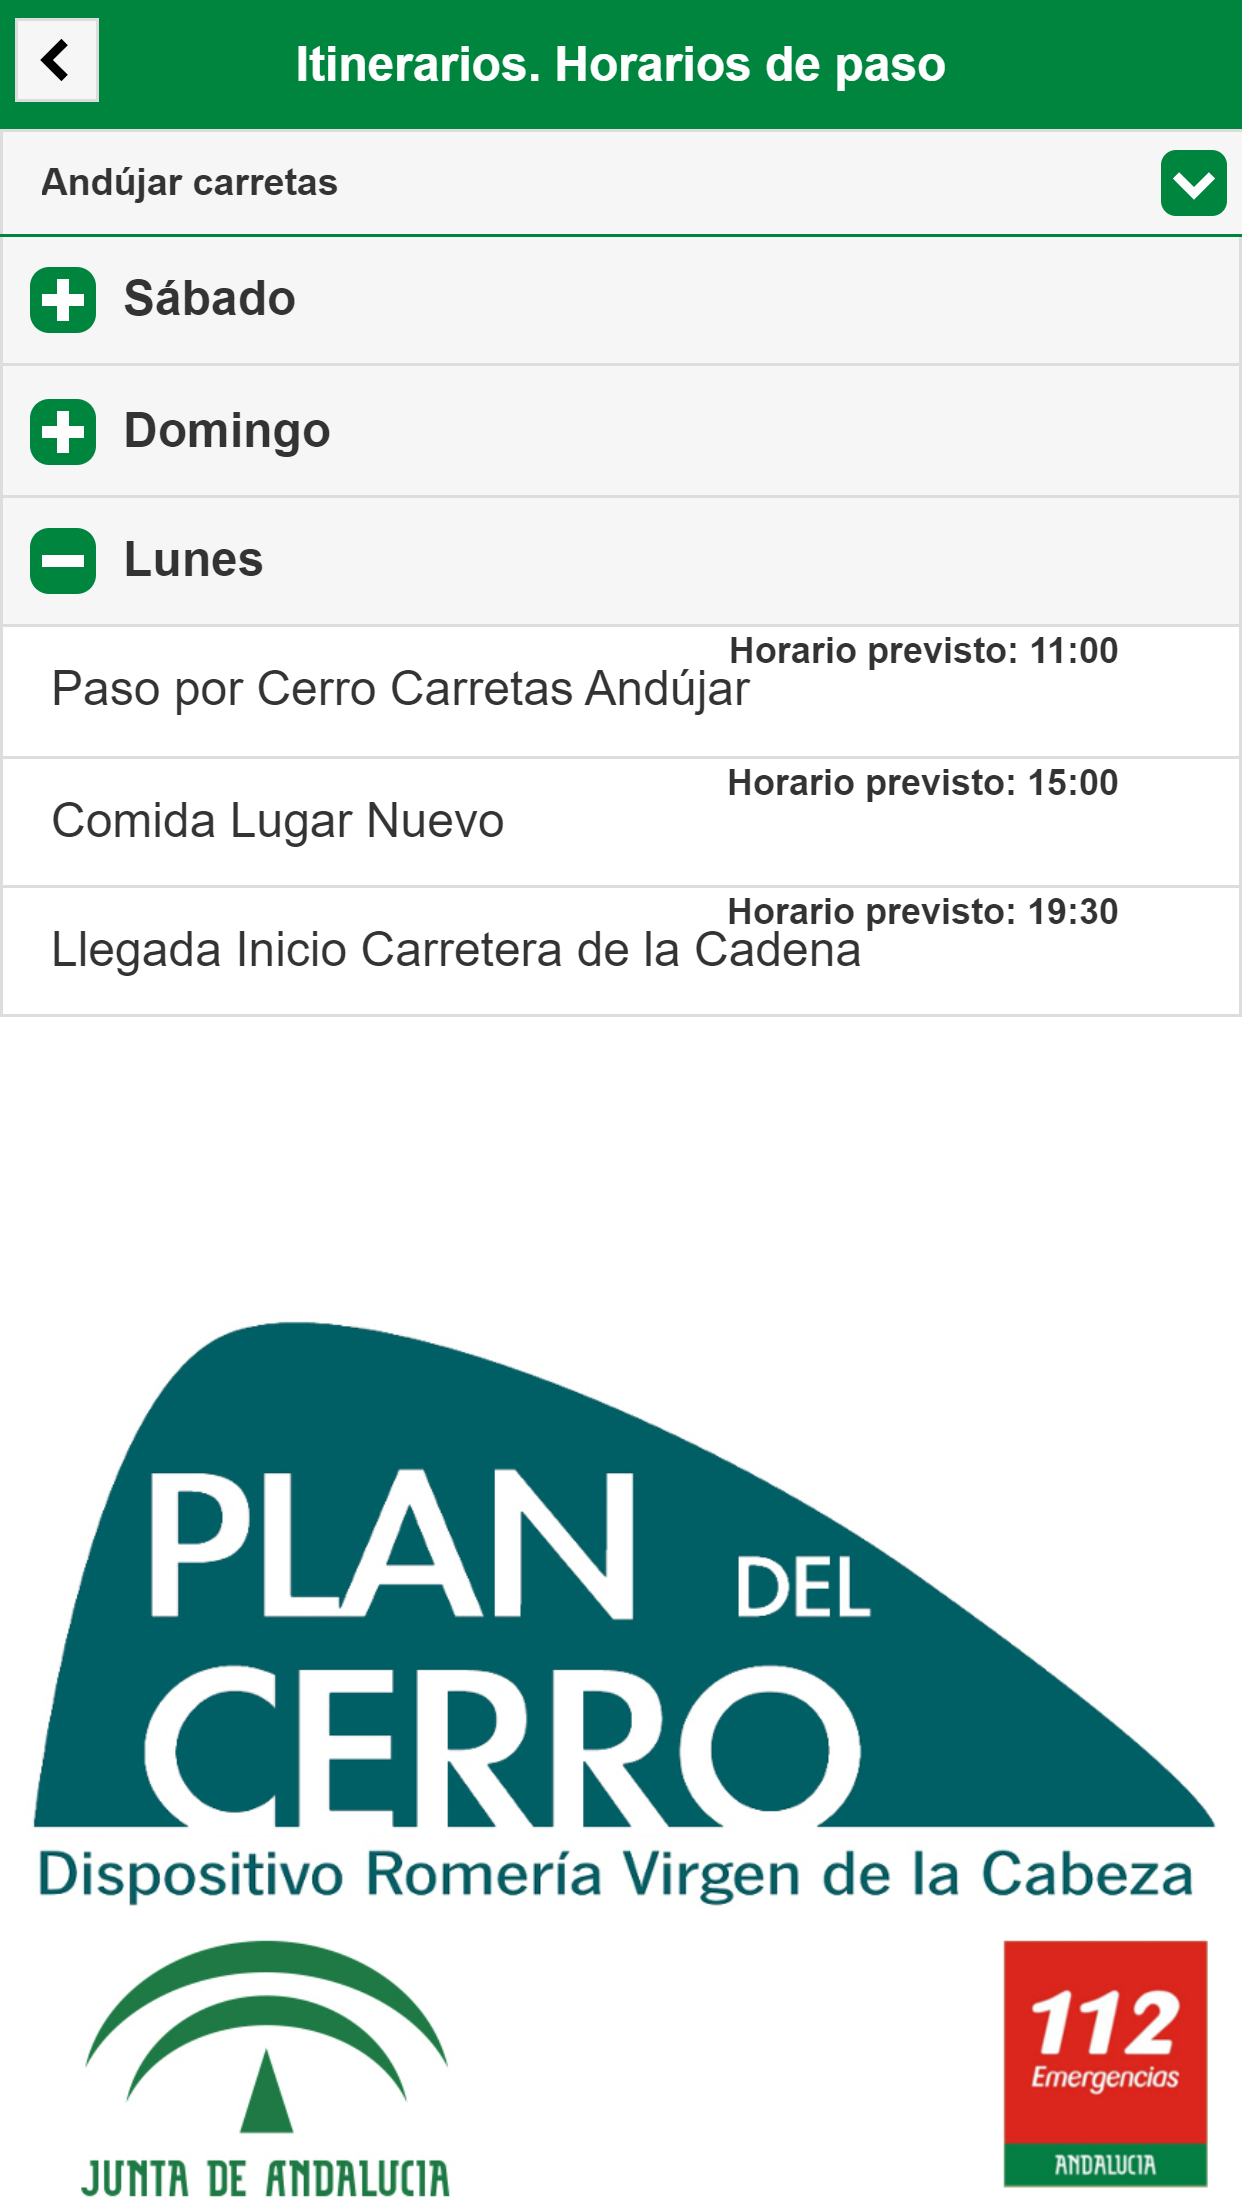 Itinerarios. Horarios de paso
Andújar carretas
Sábado
Domingo
Lunes
Horario previsto: 11:00
Paso por Cerro Carretas Andújar
Horario previsto: 15:00
Comida Lugar Nuevo
Horario previsto: 19:30
Llegada Inicio Carretera de la Cadena
PLAN DEL
CERRO
Dispositivo Romería Virgen de la Cabeza
112
Emergencias
ANDALUCIA
JUNTA DE ANDALUCIA